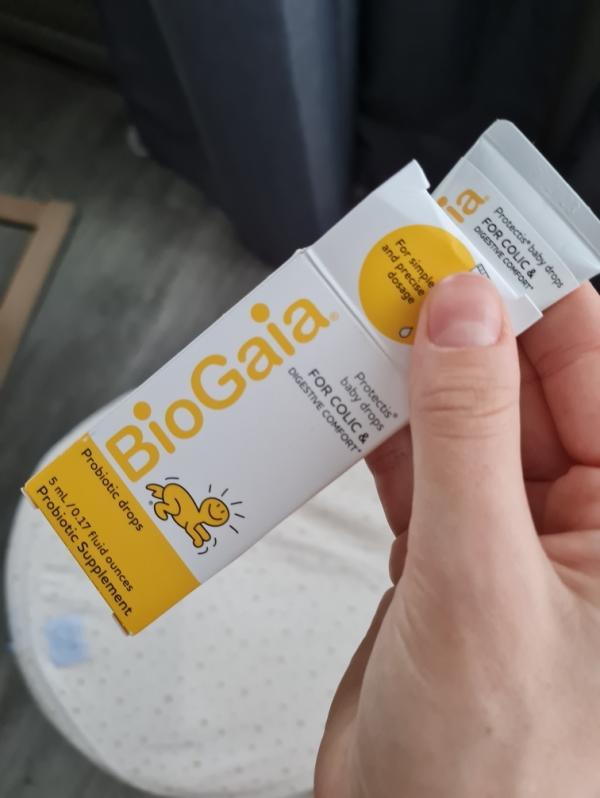 BioGaia®
Protectis®
baby drops
FOR COLIC &
DIGESTIVE COMFORT*
Probiotic drops
5 mL / 0.17 Fluid ounces
Probiotic Supplement
For simple
and precise
dosage
ia®
Protectis® baby drops
FOR COLIC &
DIGESTIVE COMFORT*